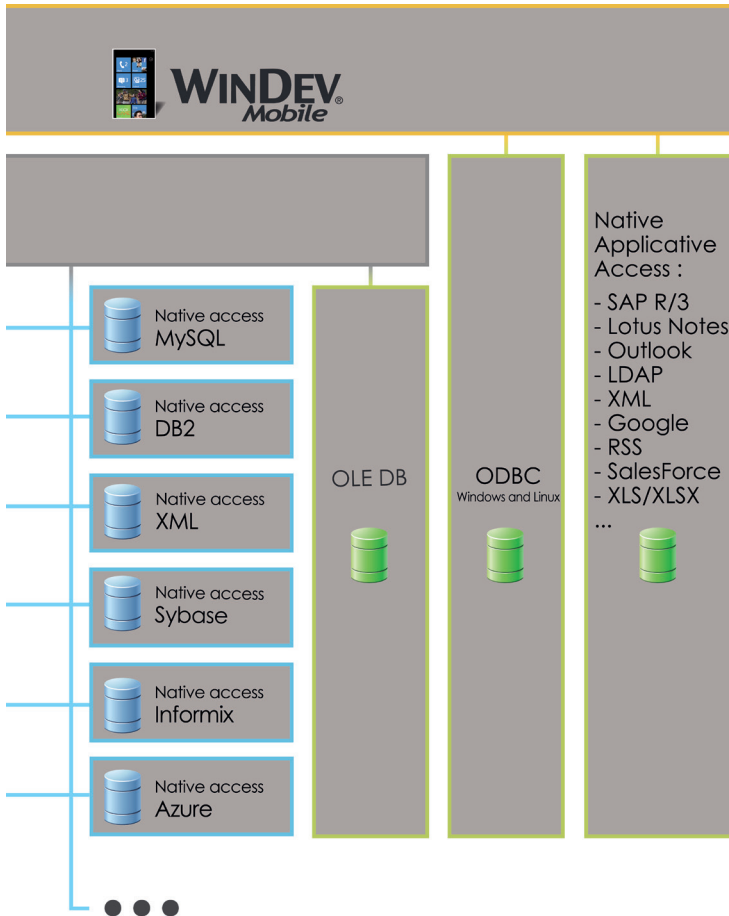 WINDEV®
Mobile
Native access
MySQL
Native access
DB2
Native access
XML
Native access
Sybase
Native access
Informix
Native access
Azure
OLE DB
ODBC
Windows and Linux
Native
Applicative
Access :
- SAP R/3
- Lotus Notes
- Outlook
- LDAP
- XML
- Google
- RSS
- SalesForce
- XLS/XLSX
...